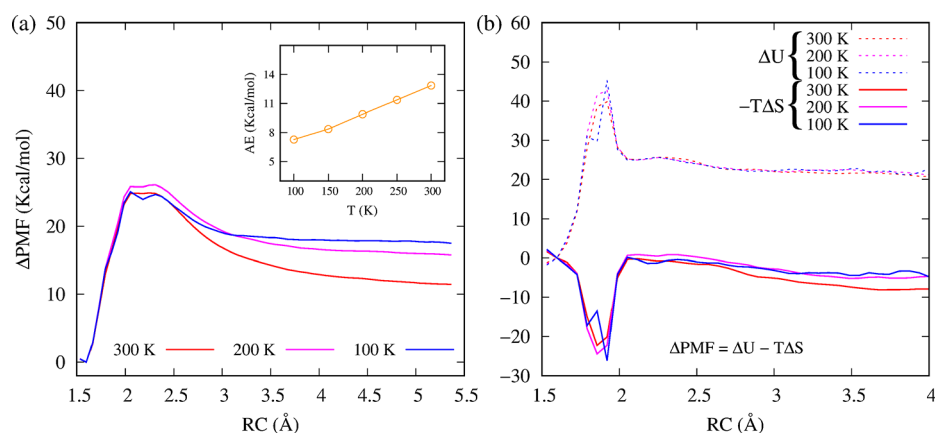 (a)
50
40
30
20
10
0
ΔPMF (Kcal/mol)
1.5 2 2.5 3 3.5 4 4.5 5 5.5
RC (Å)
300 K 200 K 100 K
AE (Kcal/mol)
14
11
8
5
100 150 200 250 300
T (K)
(b)
60
50
40
30
20
10
0
−10
−20
−30
ΔU { 300 K
200 K
100 K
−TΔS { 300 K
200 K
100 K
ΔPMF = ΔU − TΔS
1.5 2 2.5 3 3.5 4
RC (Å)